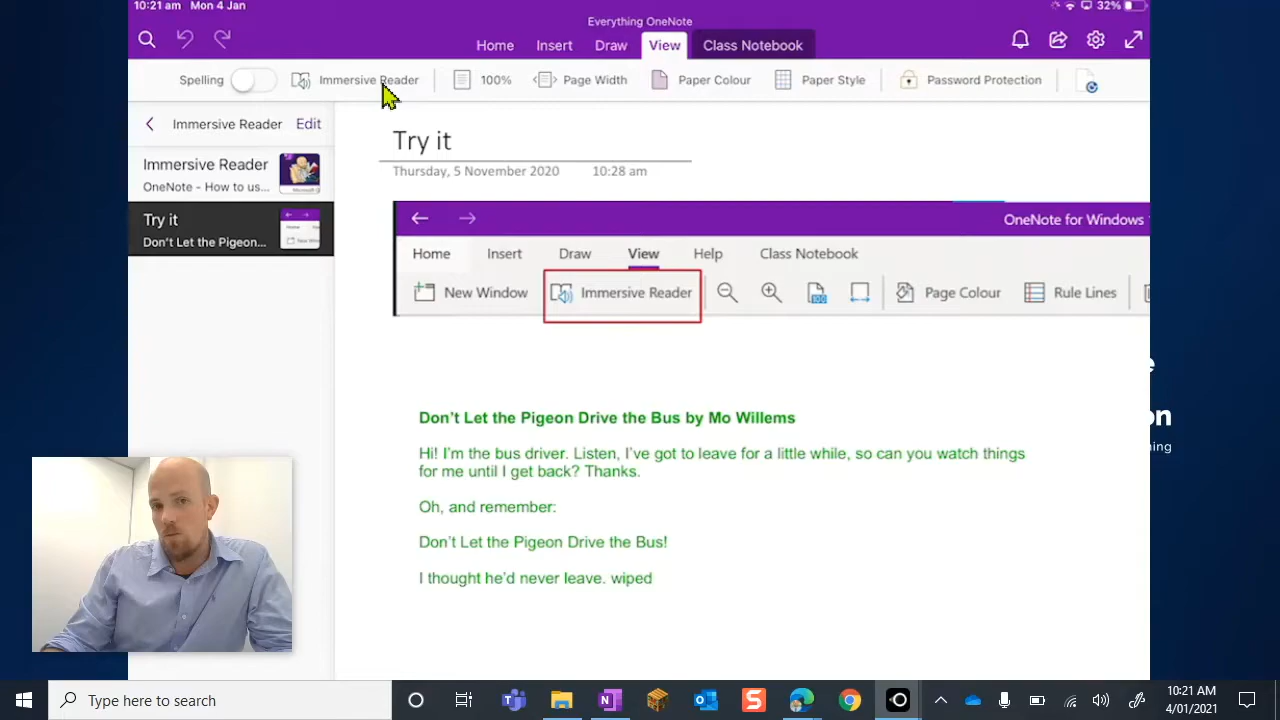 10:21 am Mon 4 Jan
32%
Everything OneNote
Home Insert Draw View Class Notebook
Spelling Immersive Reader 100% Page Width Paper Colour Paper Style Password Protection
Immersive Reader Edit
Immersive Reader
OneNote - How to us...
Try it
Don't Let the Pigeon...
Try it
Thursday, 5 November 2020 10:28 am
OneNote for Windows
Home Insert Draw View Help Class Notebook
New Window Immersive Reader 100 Page Colour Rule Lines
Don't Let the Pigeon Drive the Bus by Mo Willems
Hi! I'm the bus driver. Listen, I've got to leave for a little while, so can you watch things
for me until I get back? Thanks.
Oh, and remember:
Don't Let the Pigeon Drive the Bus!
I thought he'd never leave. wiped
Type here to search
10:21 AM
4/01/2021